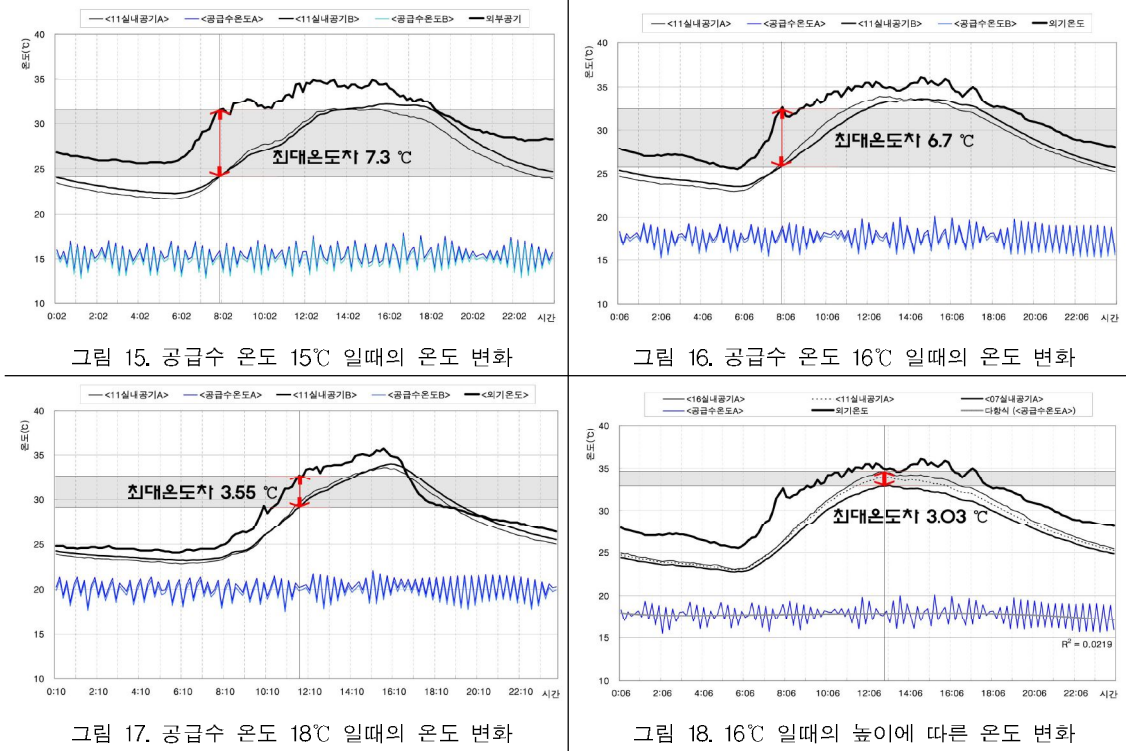 <11실내공기A> <공급수온도A> <11실내공기B> <공급수온도B> 외부공기
온도(℃)
40
35
30
25
20
15
10
최대온도차 7.3 ℃
0:02 2:02 4:02 6:02 8:02 10:02 12:02 14:02 16:02 18:02 20:02 22:02 시간
그림 15. 공급수 온도 15℃ 일때의 온도 변화
<11실내공기A> <공급수온도A> <11실내공기B> <공급수온도B> 외기온도
온도(℃)
40
35
30
25
20
15
10
최대온도차 6.7 ℃
0:06 2:06 4:06 6:06 8:06 10:06 12:06 14:06 16:06 18:06 20:06 22:06 시간
그림 16. 공급수 온도 16℃ 일때의 온도 변화
<11실내공기A> <공급수온도A> <11실내공기B> <공급수온도B> <외기온도>
온도(℃)
40
35
30
25
20
15
10
최대온도차 3.55 ℃
0:10 2:10 4:10 6:10 8:10 10:10 12:10 14:10 16:10 18:10 20:10 22:10 시간
그림 17. 공급수 온도 18℃ 일때의 온도 변화
<16실내공기A> <11실내공기A> <07실내공기A>
<공급수온도A> 외기온도 다항식 (<공급수온도A>)
온도(℃)
40
35
30
25
20
15
10
최대온도차 3.03 ℃
R² = 0.0219
0:06 2:06 4:06 6:06 8:06 10:06 12:06 14:06 16:06 18:06 20:06 22:06 시간
그림 18. 16℃ 일때의 높이에 따른 온도 변화